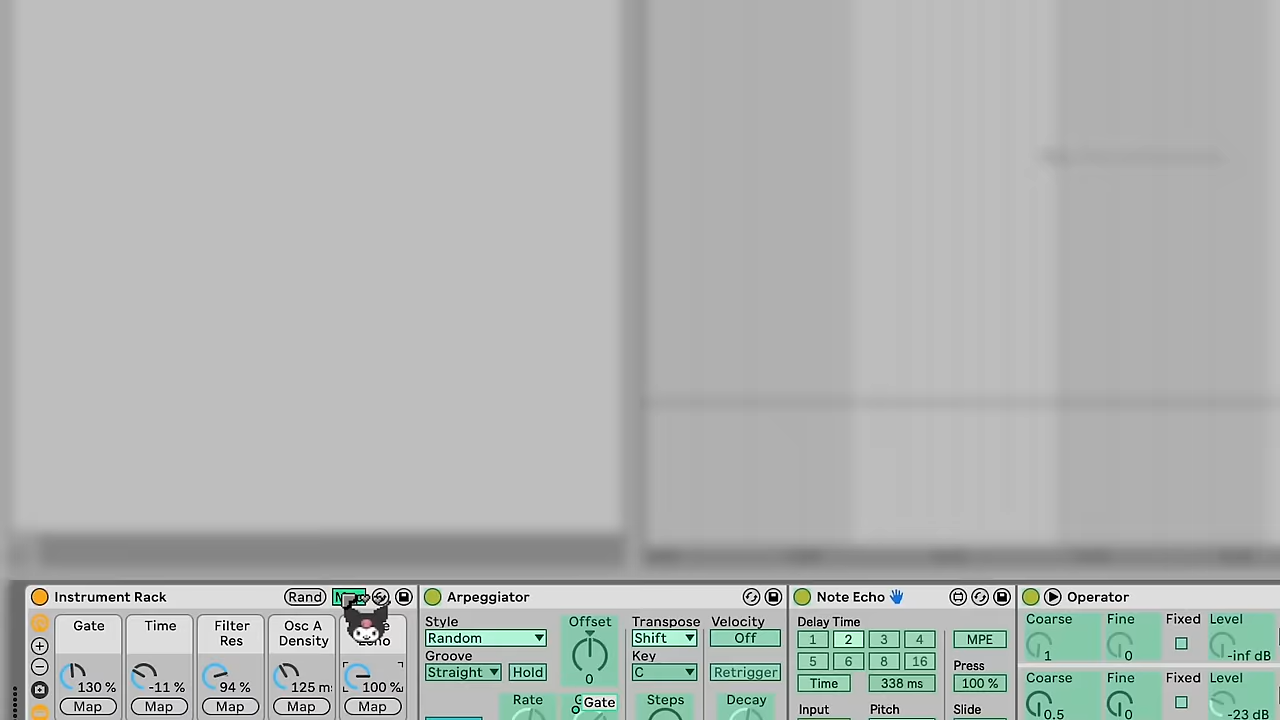 Instrument Rack
Rand
Gate
130 %
Map
Time
-11 %
Map
Filter
Res
94 %
Map
Osc A
Density
125 m
Map
Echo
100 %
Map
Arpeggiator
Style
Random
Groove
Straight
Hold
Offset
0
Transpose
Shift
Key
C
Velocity
Off
Retrigger
Rate
Gate
Steps
Decay
Note Echo
Delay Time
1 2 3 4
5 6 8 16
Time
338 ms
MPE
Press
100 %
Input
Pitch
Slide
Operator
Coarse
1
Fine
0
Fixed
Level
-inf dB
Coarse
0.5
Fine
0
Fixed
Level
-23 dB